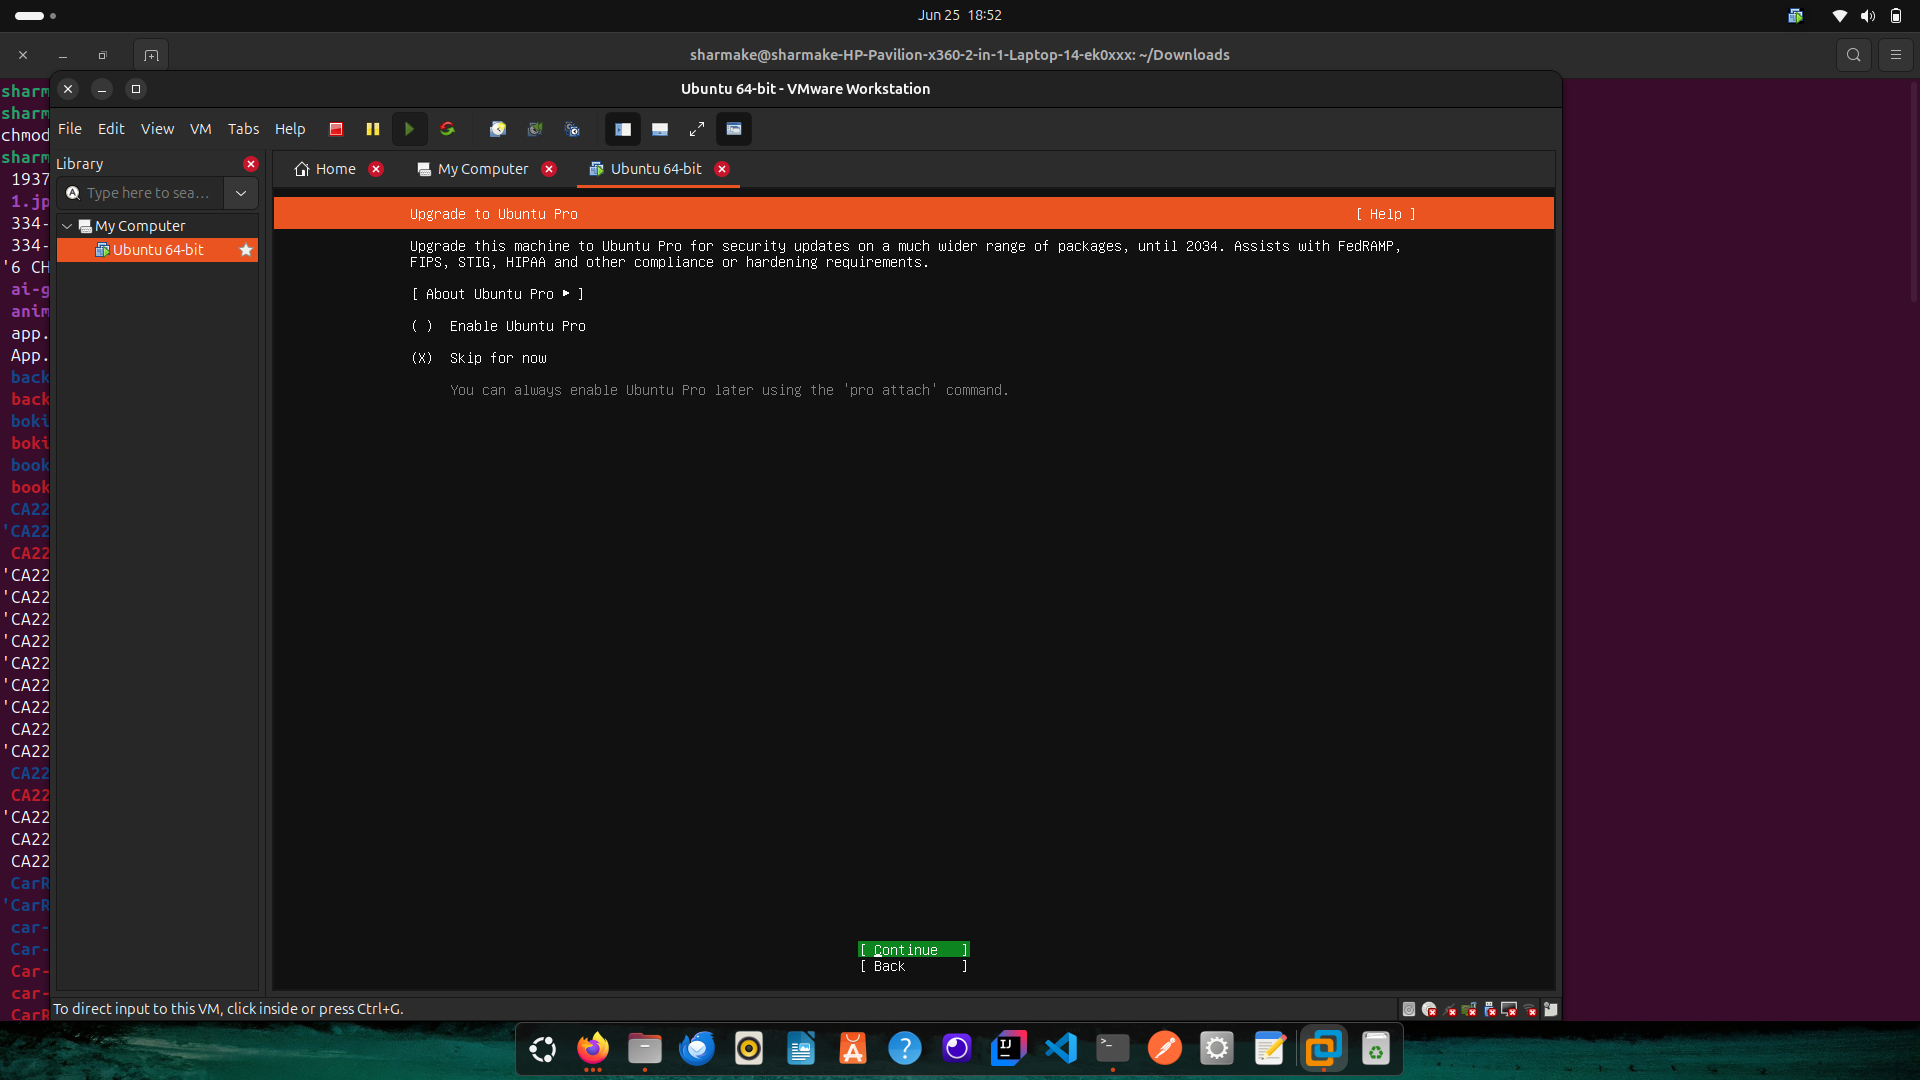 Jun 25 18:52
sharmake@sharmake-HP-Pavilion-x360-2-in-1-Laptop-14-ek0xxx: ~/Downloads
Ubuntu 64-bit - VMware Workstation
File Edit View VM Tabs Help
Library
Type here to sea...
My Computer
Ubuntu 64-bit
Home
My Computer
Ubuntu 64-bit
Upgrade to Ubuntu Pro [ Help ]
Upgrade this machine to Ubuntu Pro for security updates on a much wider range of packages, until 2034. Assists with FedRAMP,
FIPS, STIG, HIPAA and other compliance or hardening requirements.
[ About Ubuntu Pro ▸ ]
( ) Enable Ubuntu Pro
(X) Skip for now
You can always enable Ubuntu Pro later using the 'pro attach' command.
[ Continue ]
[ Back ]
To direct input to this VM, click inside or press Ctrl+G.
sharm
sharm
chmod
sharm
1937
1.jp
334-
334-
'6 CH
ai-g
anim
app.
App.
back
back
boki
boki
book
book
CA22
'CA22
CA22
'CA22
'CA22
'CA22
'CA22
'CA22
'CA22
'CA22
CA22
'CA22
CA22
CA22
'CA22
CA22
CA22
CarR
'CarR
car-
Car-
Car-
car-
CarR